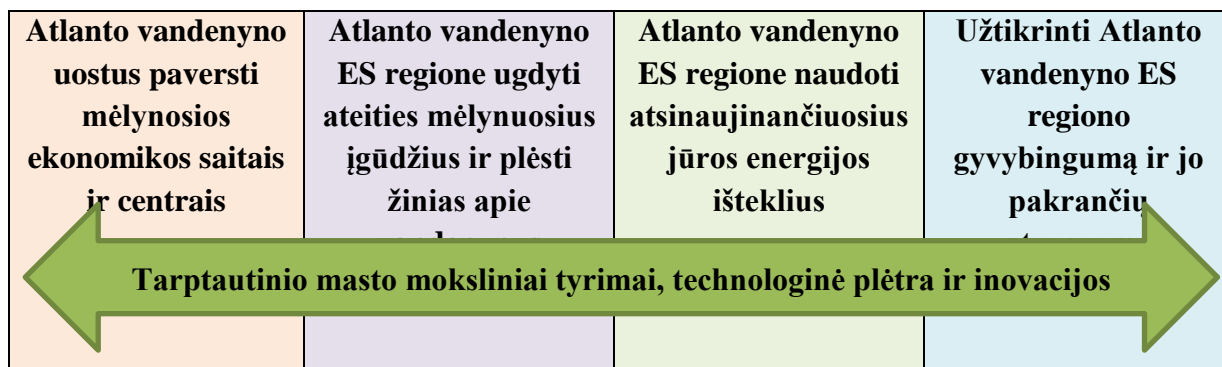 Atlanto vandenyno
uostus paversti
mėlynosios
ekonomikos saitais
ir centrais
Atlanto vandenyno
ES regione ugdyti
ateities mėlynuosius
įgūdžius ir plėsti
žinias apie
Atlanto vandenyno
ES regione naudoti
atsinaujinančiuosius
jūros energijos
išteklius
Užtikrinti Atlanto
vandenyno ES
regiono
gyvybingumą ir jo
pakrančių
Tarptautinio masto moksliniai tyrimai, technologinė plėtra ir inovacijos